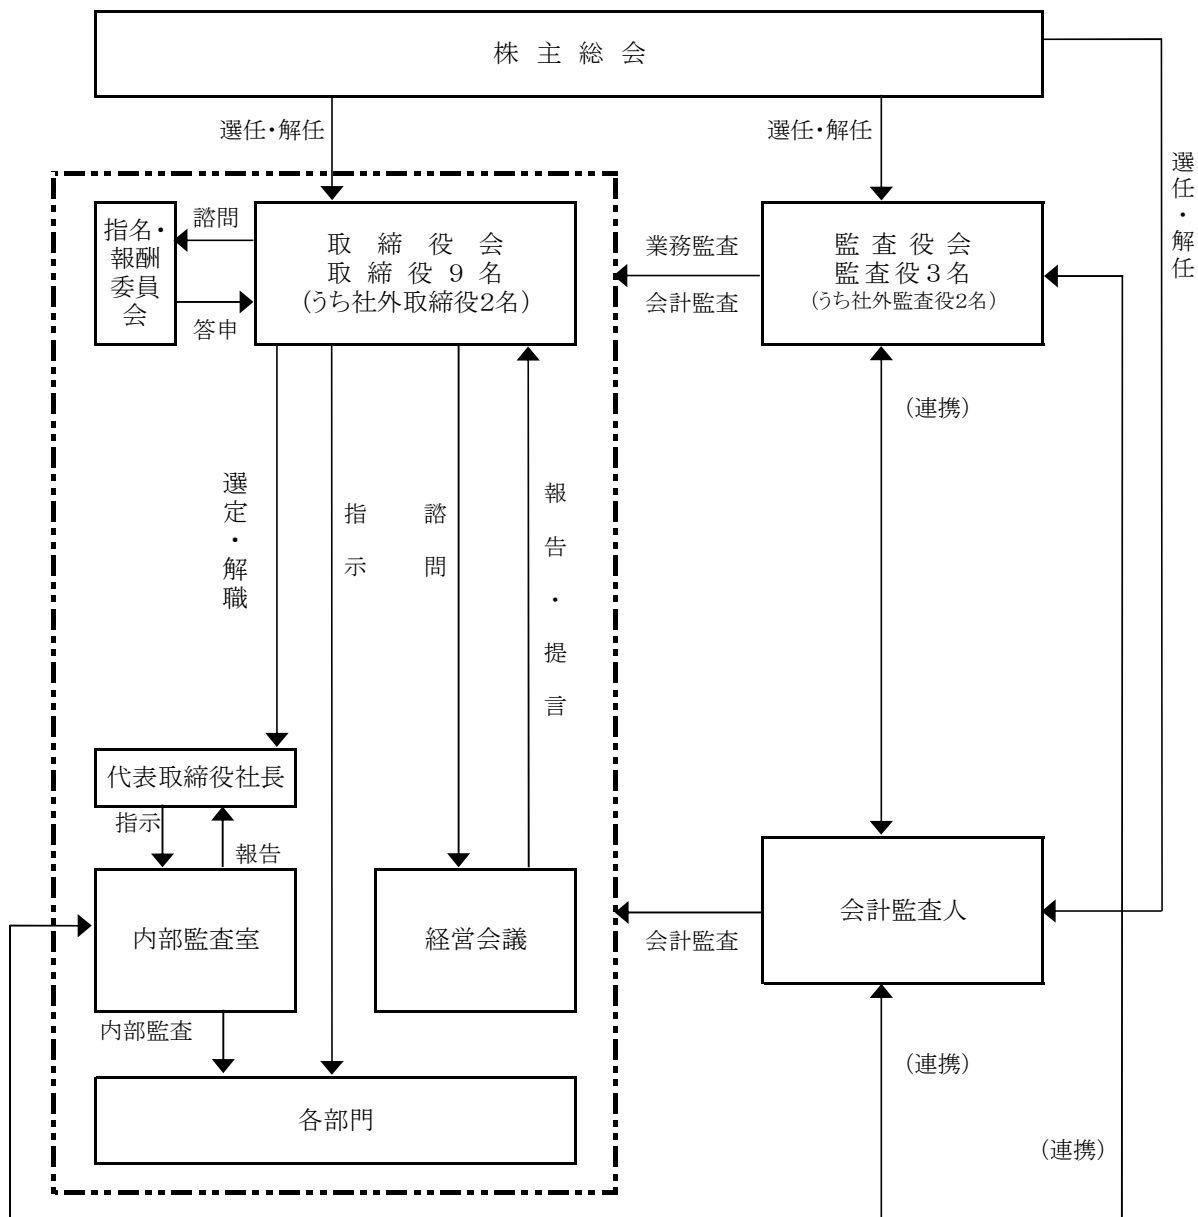 株主総会
選任・解任
選任・解任
選任・解任
指名・
報酬
委員
会
諮問
答申
取締役会
取締役9名
(うち社外取締役2名)
業務監査
会計監査
監査役会
監査役3名
(うち社外監査役2名)
(連携)
選定・解職
指示
諮問
報告・提言
代表取締役社長
指示
報告
内部監査室
経営会議
会計監査
会計監査人
内部監査
(連携)
各部門
(連携)